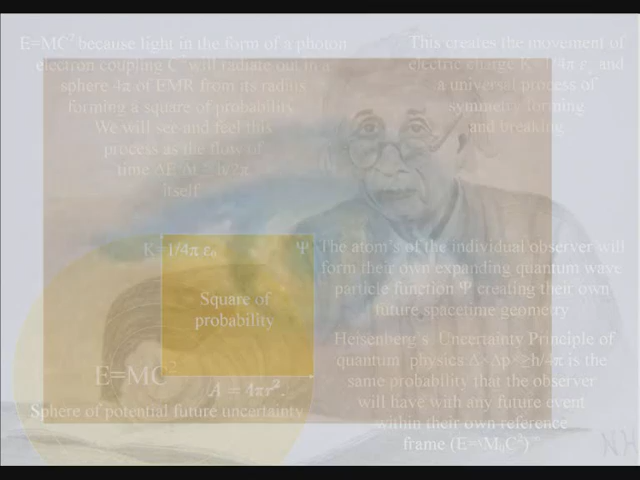 E=MC² because light in the form of a photon
electron coupling C² will radiate out in a
sphere 4π of EMR from its radius
forming a square of probability
We will see and feel this
process as the flow of
time ΔE Δt ≥ h/2π
itself
This creates the movement of
electric charge K = 1/4π ε₀ and
a universal process of
symmetry forming
and breaking
K=1/4π ε₀
Ψ
Square of
probability
E=MC²
A = 4πr².
Sphere of potential future uncertainty
The atom's of the individual observer will
form their own expanding quantum wave
particle function Ψ creating their own
future spacetime geometry
Heisenberg's Uncertainty Principle of
quantum physics Δ×Δp×≥h/4π is the
same probability that the observer
will have with any future event
within their own reference
frame (E=ᐞM₀C²)
NH